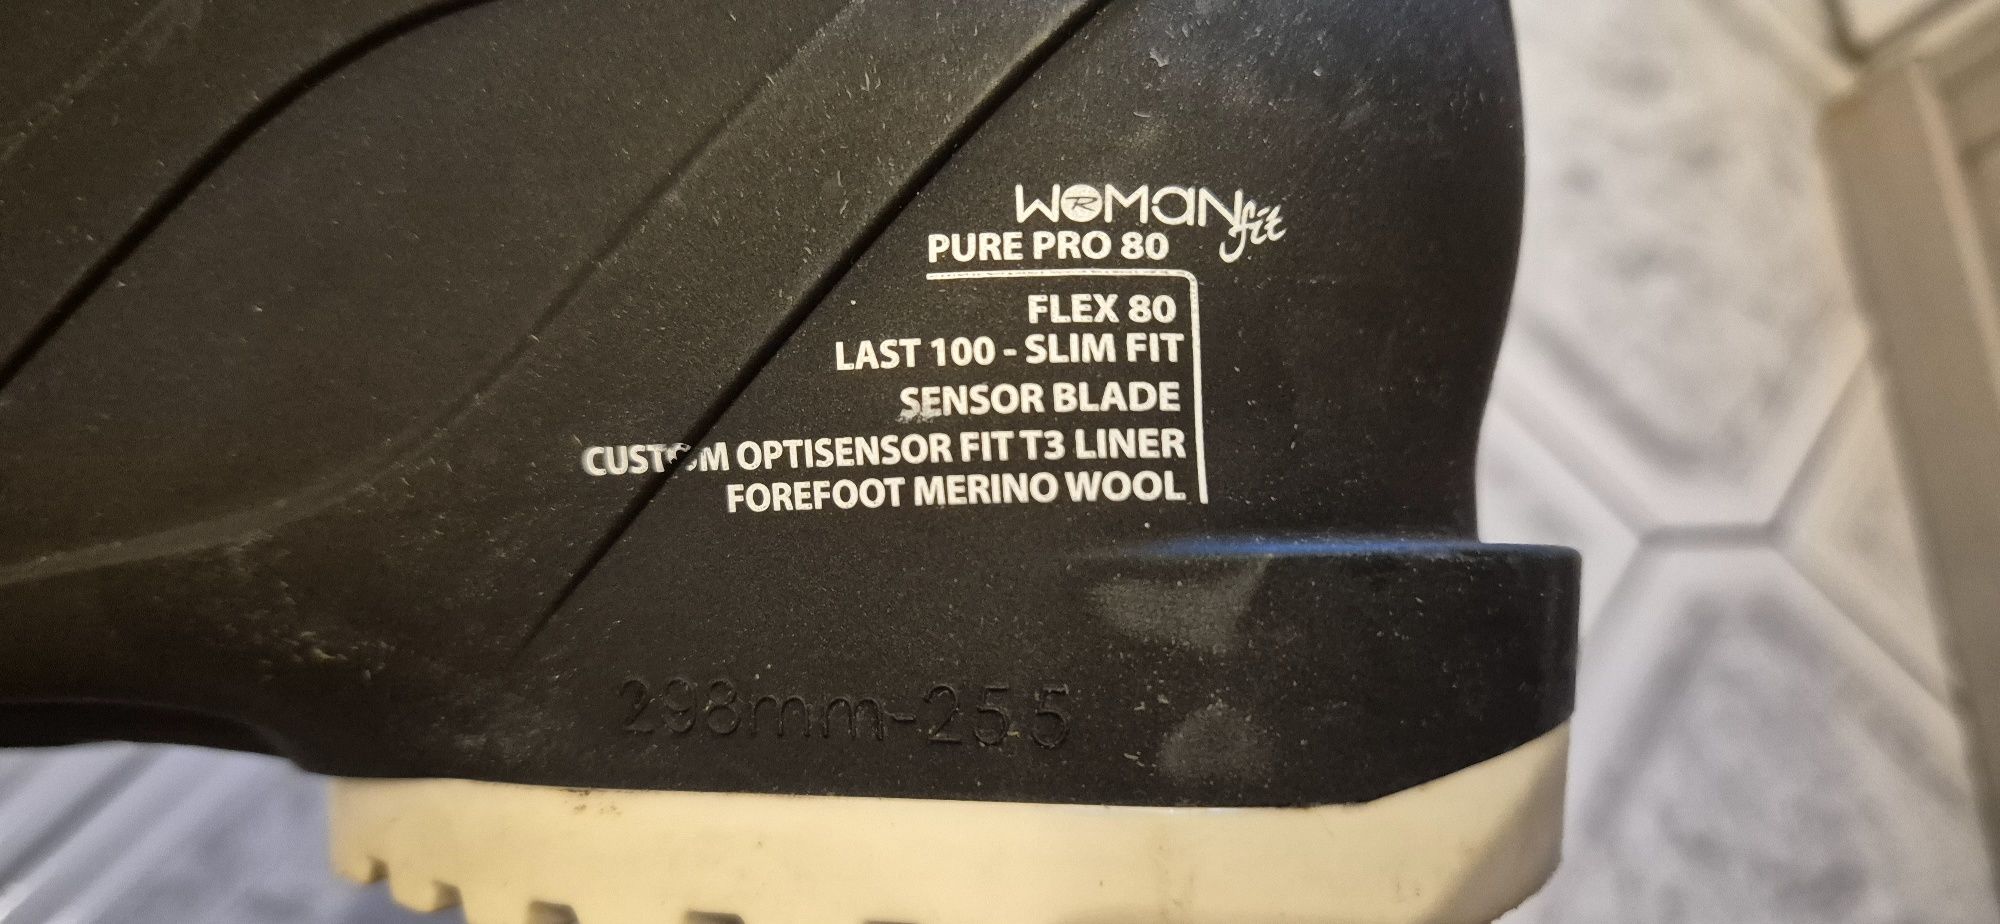 WOMAN fit
PURE PRO 80
FLEX 80
LAST 100 - SLIM FIT
SENSOR BLADE
CUSTOM OPTISENSOR FIT T3 LINER
FOREFOOT MERINO WOOL
298mm-25.5